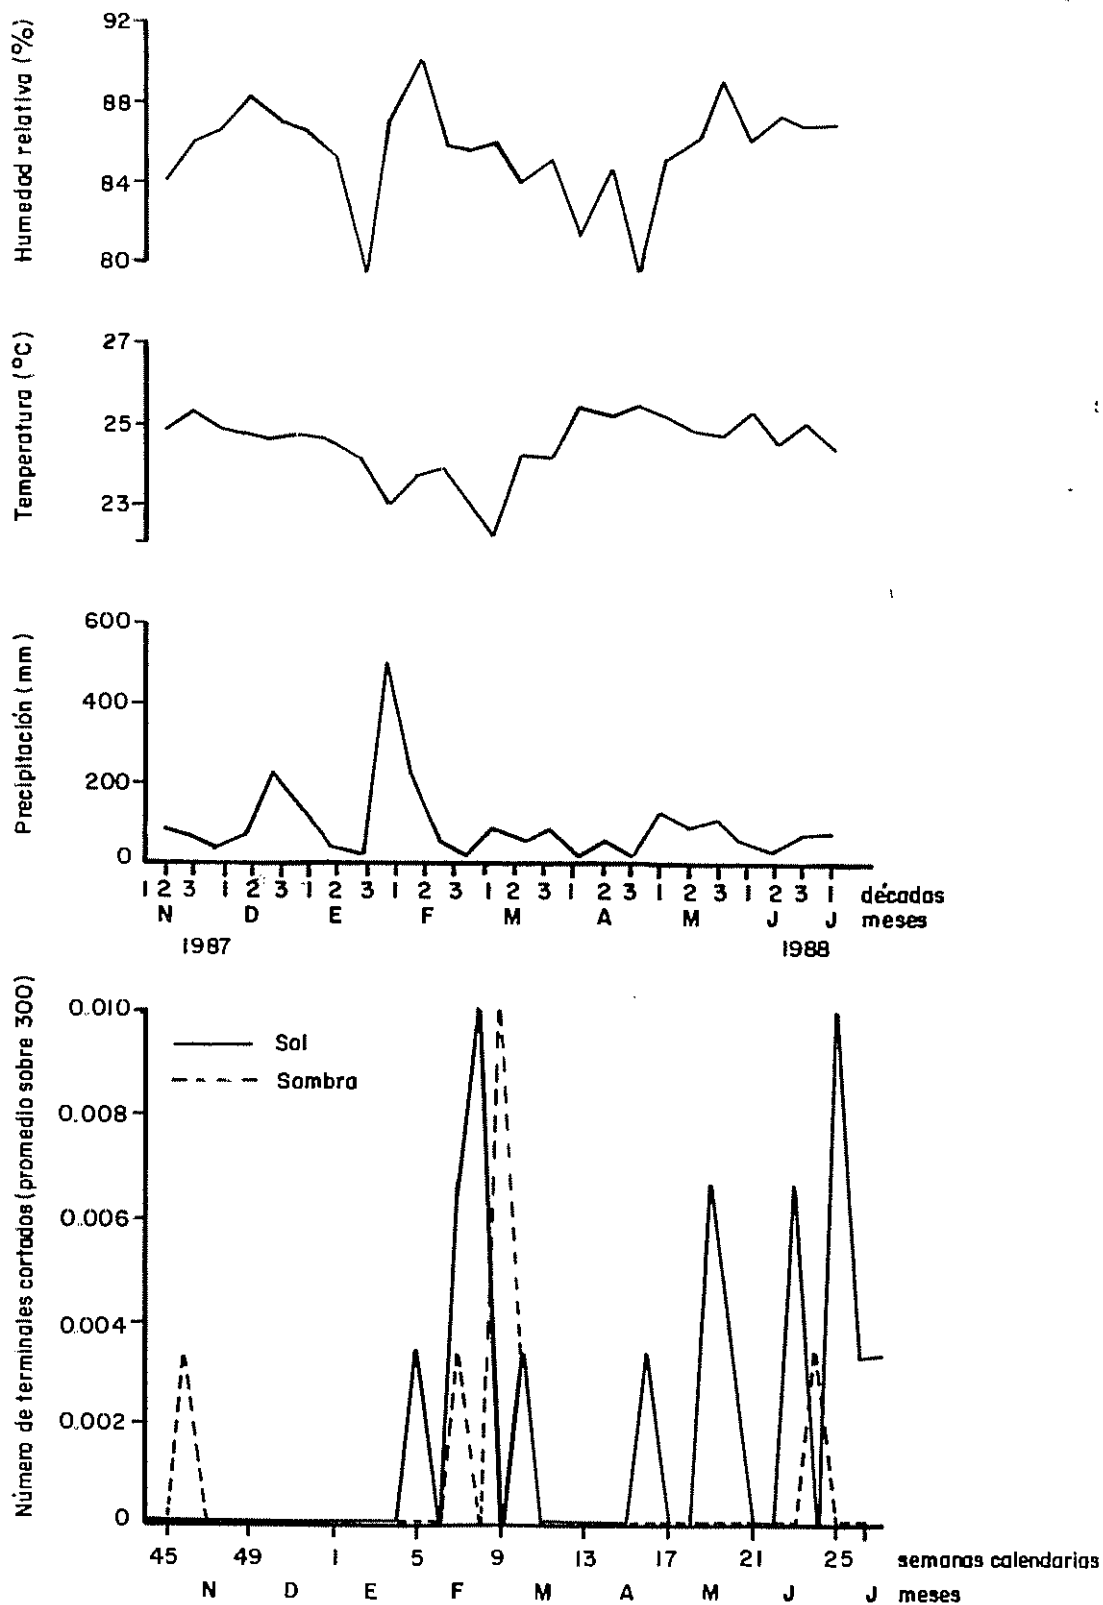 Humedad relativa (%)
92
88
84
80
Temperatura (°C)
27
25
23
Precipitación (mm)
600
400
200
0
1 2 3 1 2 3 1 2 3 1 2 3 1 2 3 1 2 3 1 2 3 1 2 3 1 décadas
N D E F M A M J J meses
1987 1988
Número de terminales cortados (promedio sobre 300)
0.010
0.008
0.006
0.004
0.002
0
Sol
Sombra
45 49 1 5 9 13 17 21 25 semanas calendarias
N D E F M A M J J meses